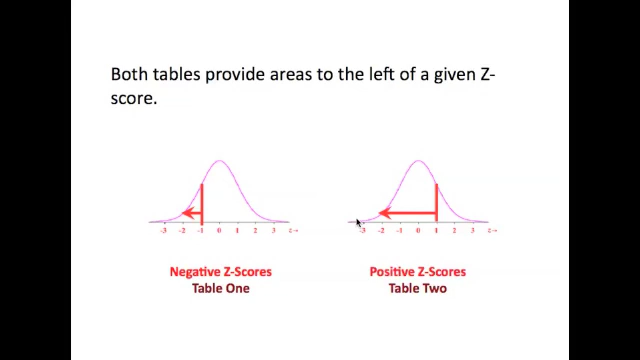 Both tables provide areas to the left of a given Z-
score.
-3 -2 -1 0 1 2 3 z→
-3 -2 -1 0 1 2 3 z→
Negative Z-Scores
Table One
Positive Z-Scores
Table Two